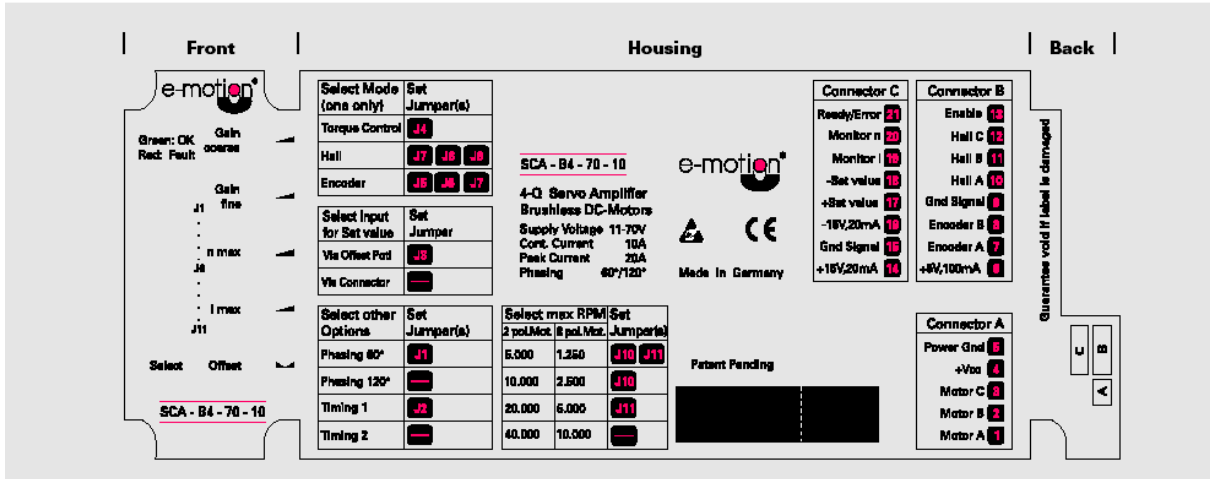 Front
Housing
Back
e-motion
Green: OK
Red: Fault
Gain
coarse
Gain
fine
J1
n max
J6
I max
J11
Select Offset
SCA - B4 - 70 - 10
Select Mode Set
(one only) Jumper(s)
Torque Control J4
Hall J7 J8 J9
Encoder J5 J6 J7
Select Input Set
for Set value Jumper
Via Offset Poti J3
Via Connector —
Select other Set
Options Jumper(s)
Phasing 60° J1
Phasing 120° —
Timing 1 J2
Timing 2 —
SCA - B4 - 70 - 10
4-Q Servo Amplifier
Brushless DC-Motors
Supply Voltage 11-70V
Cont. Current 10A
Peak Current 20A
Phasing 60°/120°
e-motion
CE
Made in Germany
Select max RPM Set
2 pol.Mot. 8 pol.Mot. Jumper(s)
5.000 1.250 J10 J11
10.000 2.500 J10
20.000 5.000 J11
40.000 10.000 —
Patent Pending
Connector C
Ready/Error 21
Monitor n 20
Monitor I 19
-Set value 18
+Set value 17
-15V,20mA 16
Gnd Signal 15
+15V,20mA 14
Connector B
Enable 13
Hall C 12
Hall B 11
Hall A 10
Gnd Signal 9
Encoder B 8
Encoder A 7
+5V,100mA 6
Connector A
Power Gnd 5
+Vcc 4
Motor C 3
Motor B 2
Motor A 1
Guarantee void if label is damaged
C
B
A